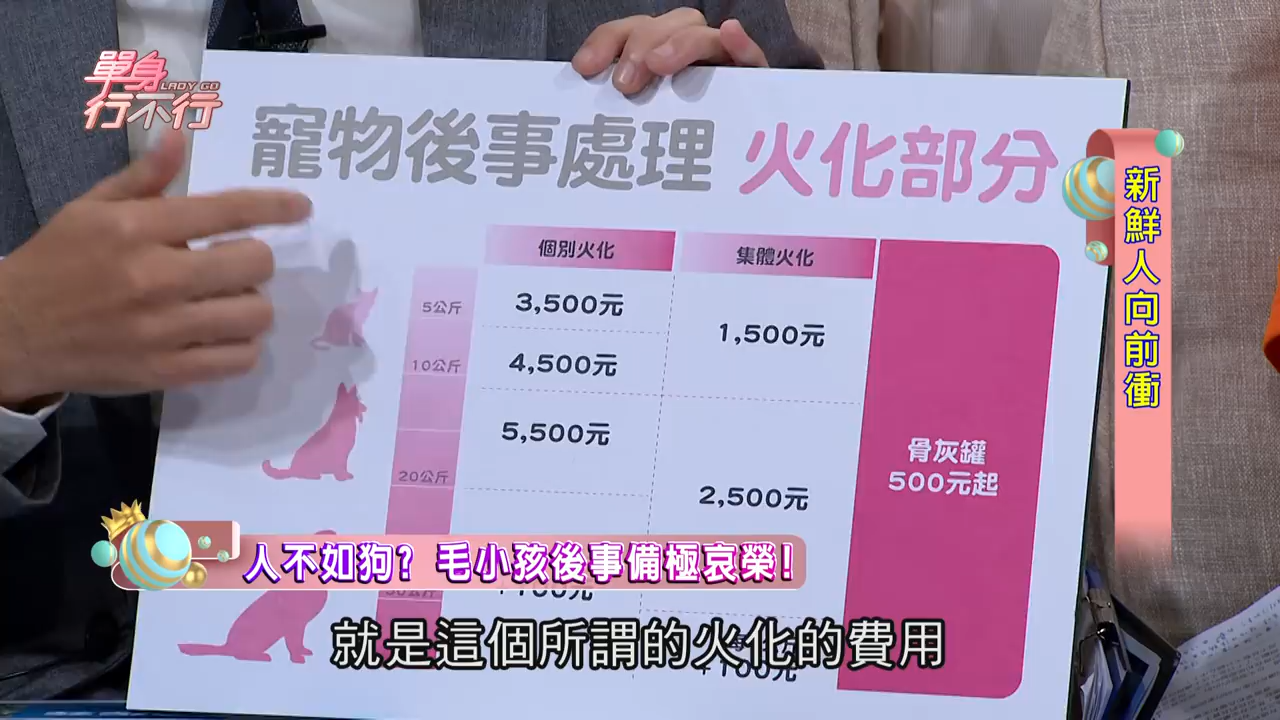 單身
LADY GO
行不行
寵物後事處理 火化部分
個別火化
集體火化
5公斤
3,500元
1,500元
10公斤
4,500元
5,500元
20公斤
2,500元
骨灰罐
500元起
新鮮人向前衝
人不如狗? 毛小孩後事備極哀榮!
+100元
就是這個所謂的火化的費用